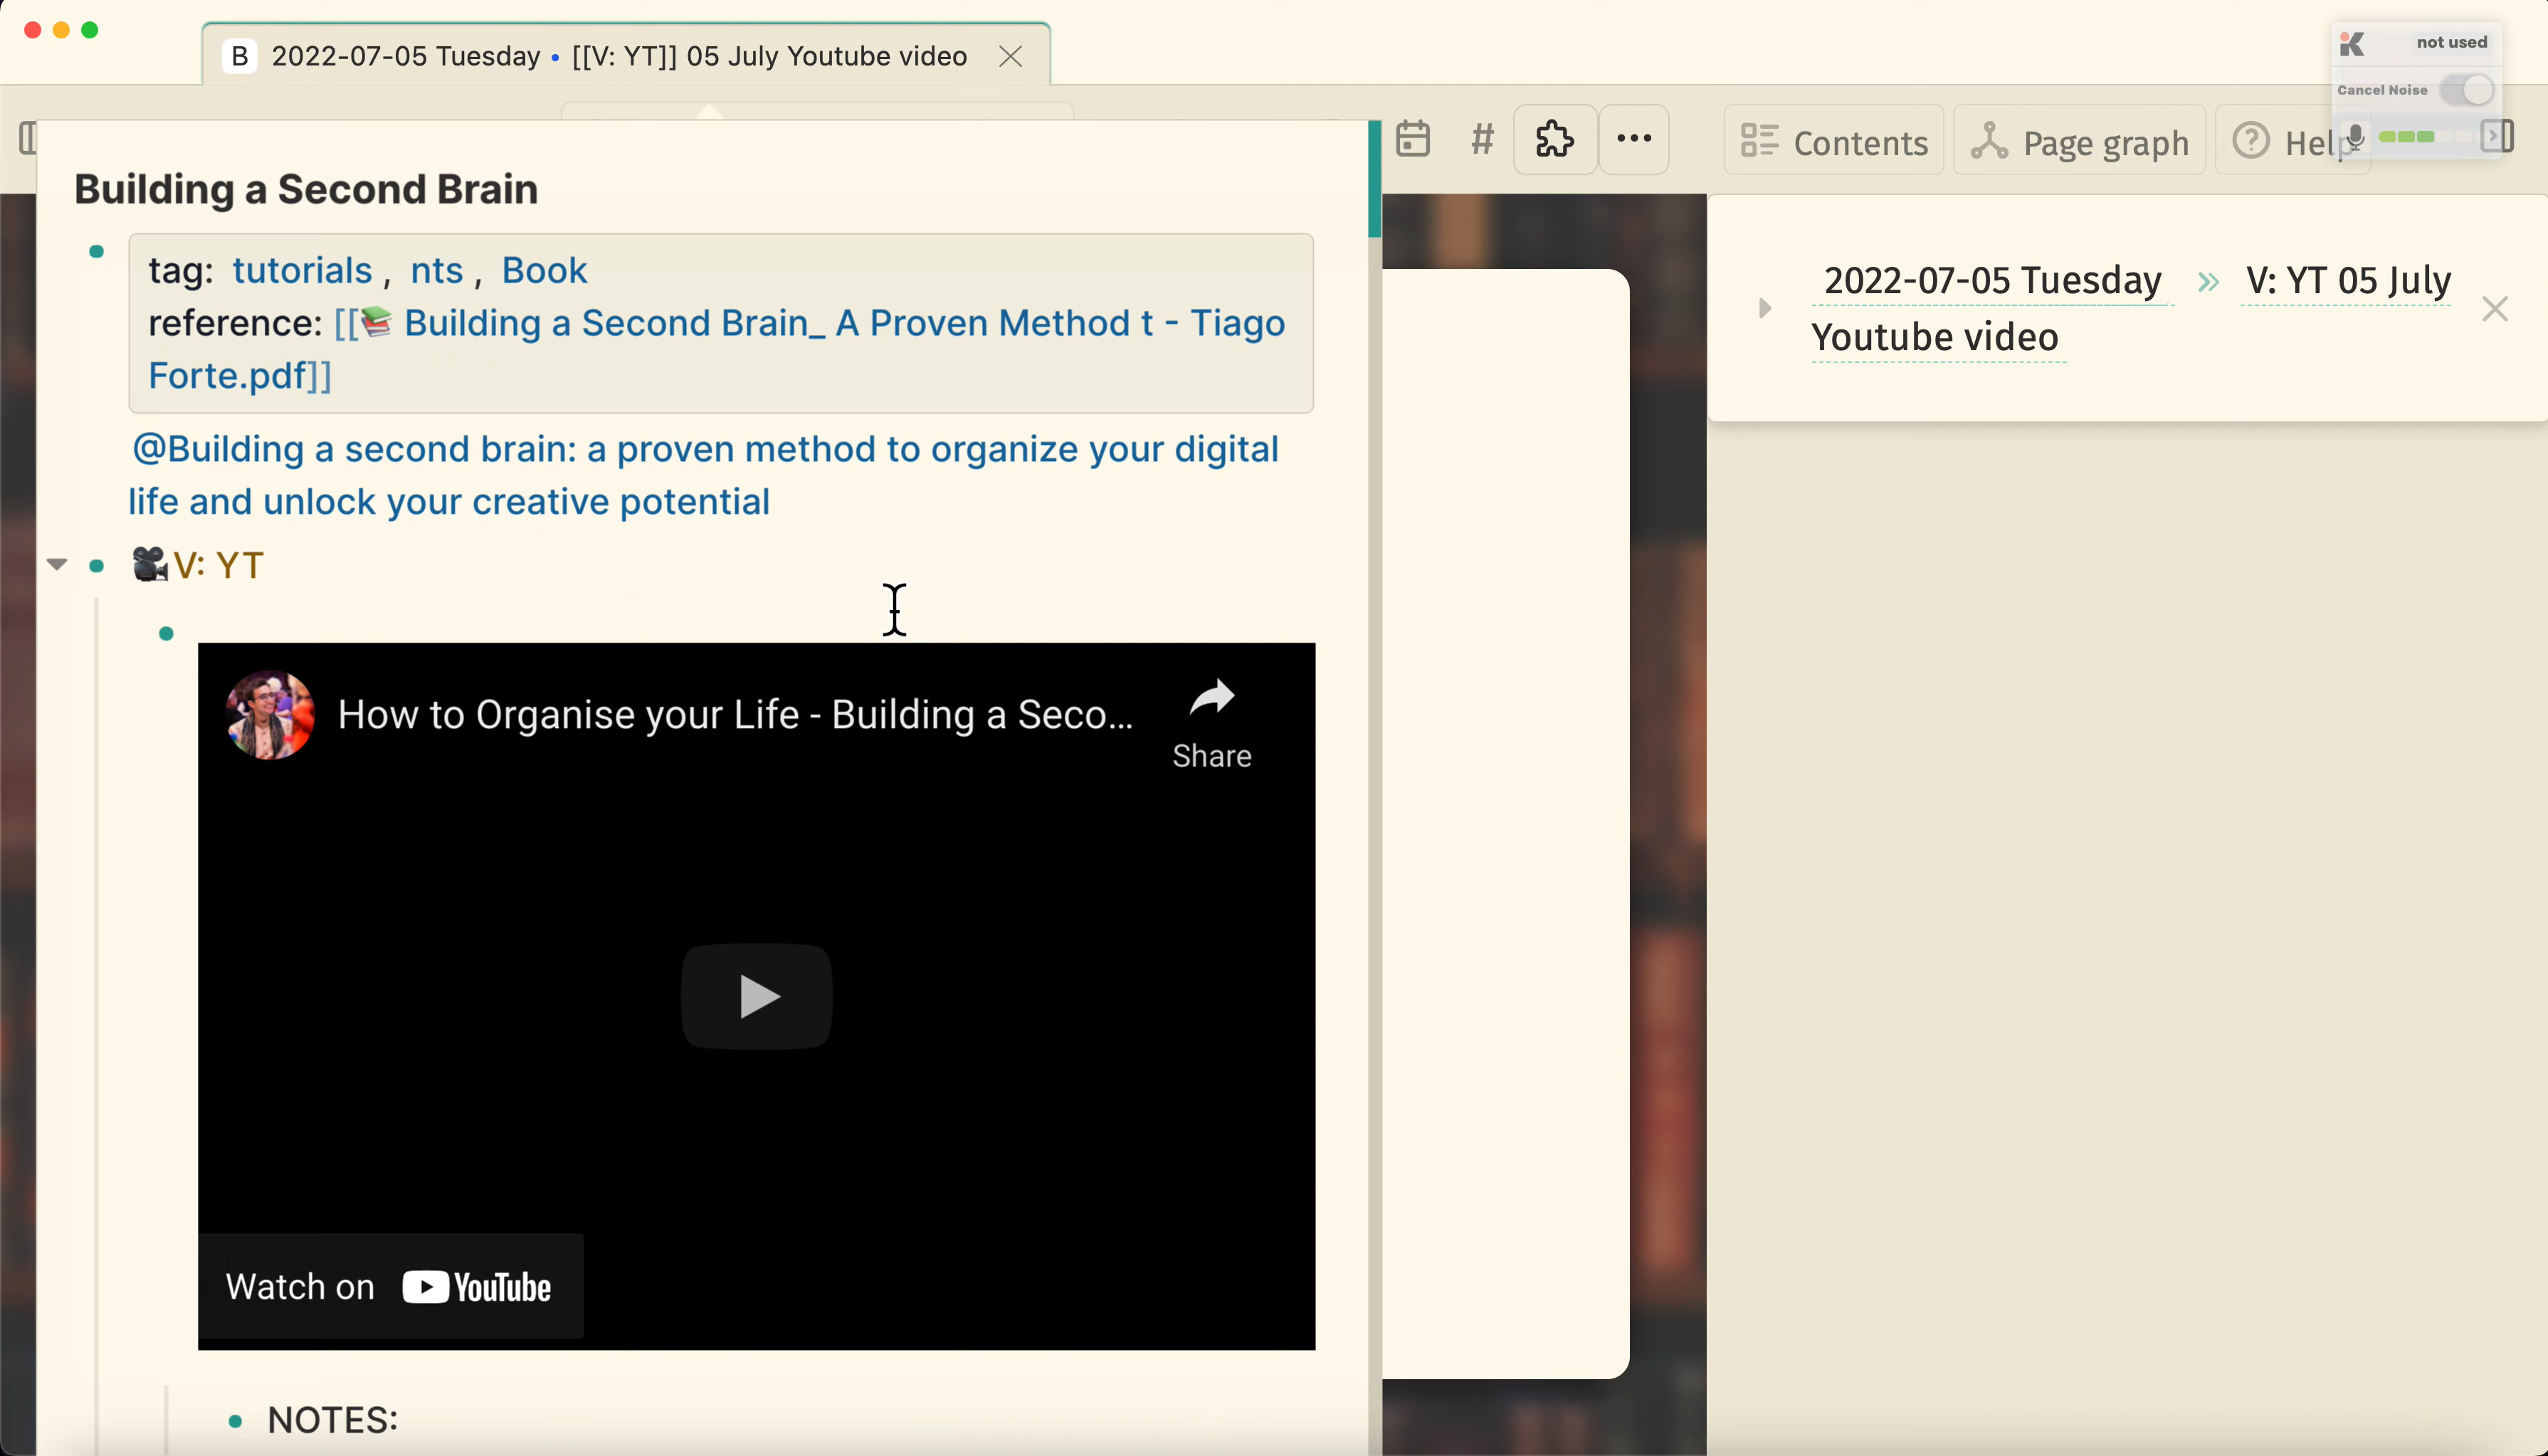 B 2022-07-05 Tuesday • [[V: YT]] 05 July Youtube video
not used
Cancel Noise
# Contents Page graph Help
Building a Second Brain
tag: tutorials , nts , Book
reference: [[📚 Building a Second Brain_ A Proven Method t - Tiago
Forte.pdf]]
@Building a second brain: a proven method to organize your digital
life and unlock your creative potential
🎥V: YT
How to Organise your Life - Building a Seco...
Share
Watch on YouTube
NOTES:
2022-07-05 Tuesday » V: YT 05 July
Youtube video